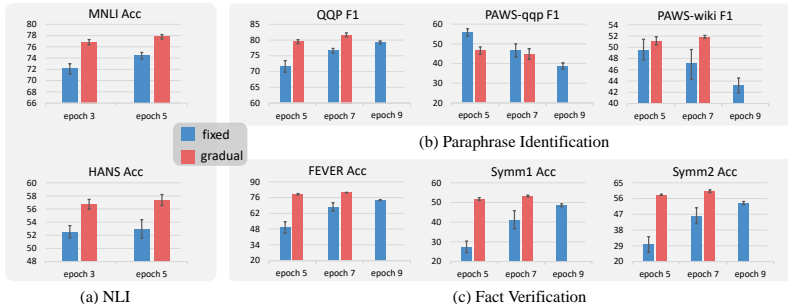 MNLI Acc
78
76
74
72
70
68
66
epoch 3
epoch 5
HANS Acc
60
58
56
54
52
50
48
epoch 3
epoch 5
(a) NLI
fixed
gradual
QQP F1
85
80
75
70
65
60
epoch 5
epoch 7
epoch 9
PAWS-qqp F1
60
50
40
30
20
epoch 5
epoch 7
epoch 9
PAWS-wiki F1
52
50
48
46
44
42
40
epoch 5
epoch 7
epoch 9
(b) Paraphrase Identification
FEVER Acc
90
76
62
48
34
20
epoch 5
epoch 7
epoch 9
Symm1 Acc
60
50
40
30
20
epoch 5
epoch 7
epoch 9
Symm2 Acc
65
56
47
38
29
20
epoch 5
epoch 7
epoch 9
(c) Fact Verification